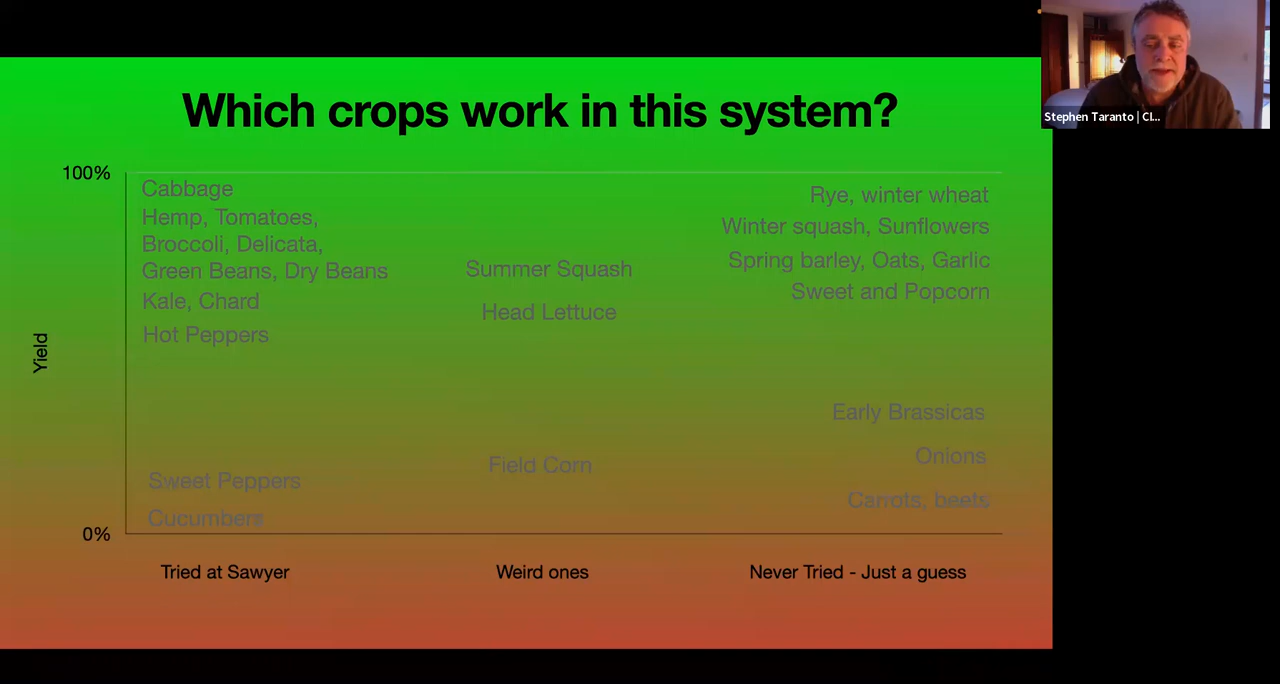 Which crops work in this system?
Stephen Taranto | Cl...
100%
Cabbage
Hemp, Tomatoes,
Broccoli, Delicata,
Green Beans, Dry Beans
Kale, Chard
Hot Peppers
Sweet Peppers
Cucumbers
Summer Squash
Head Lettuce
Field Corn
Rye, winter wheat
Winter squash, Sunflowers
Spring barley, Oats, Garlic
Sweet and Popcorn
Early Brassicas
Onions
Carrots, beets
Yield
0%
Tried at Sawyer
Weird ones
Never Tried - Just a guess